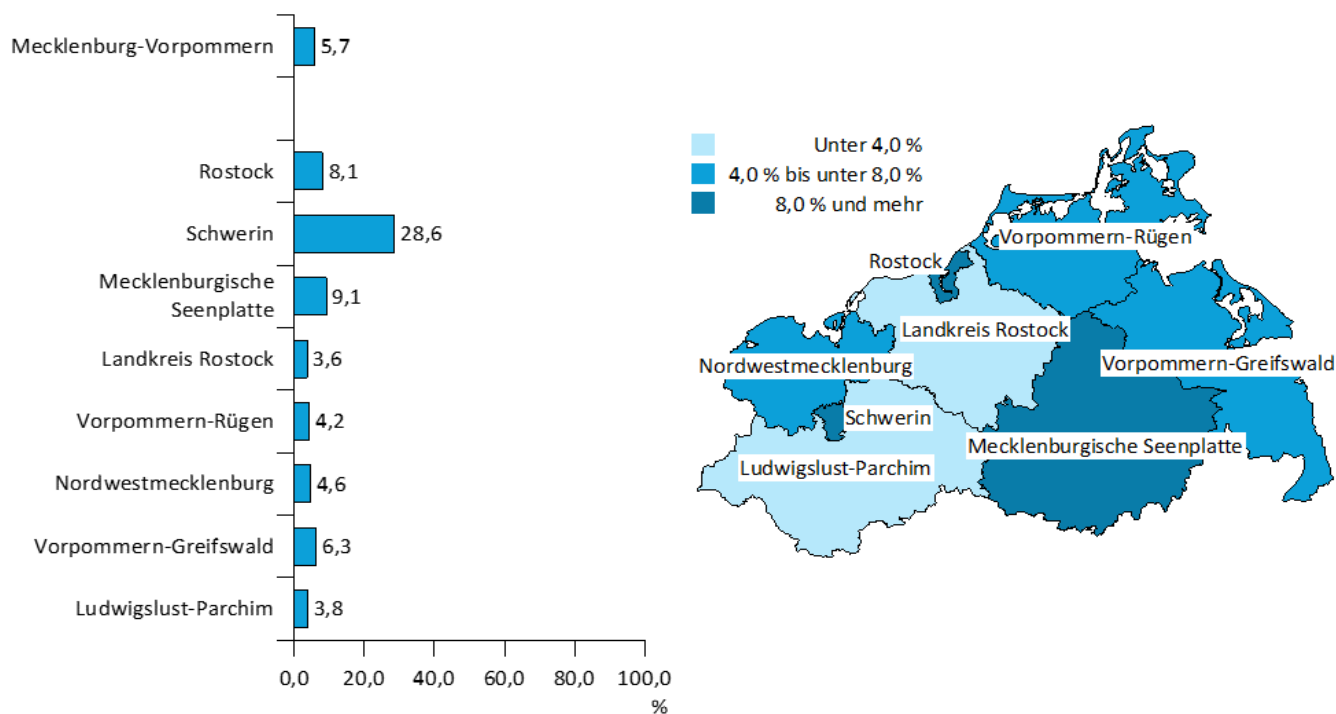 Mecklenburg-Vorpommern
5,7
Rostock
8,1
Schwerin
28,6
Mecklenburgische
Seenplatte
9,1
Landkreis Rostock
3,6
Vorpommern-Rügen
4,2
Nordwestmecklenburg
4,6
Vorpommern-Greifswald
6,3
Ludwigslust-Parchim
3,8
0,0 20,0 40,0 60,0 80,0 100,0
%
Unter 4,0 %
4,0 % bis unter 8,0 %
8,0 % und mehr
Vorpommern-Rügen
Rostock
Landkreis Rostock
Nordwestmecklenburg
Vorpommern-Greifswald
Schwerin
Mecklenburgische Seenplatte
Ludwigslust-Parchim